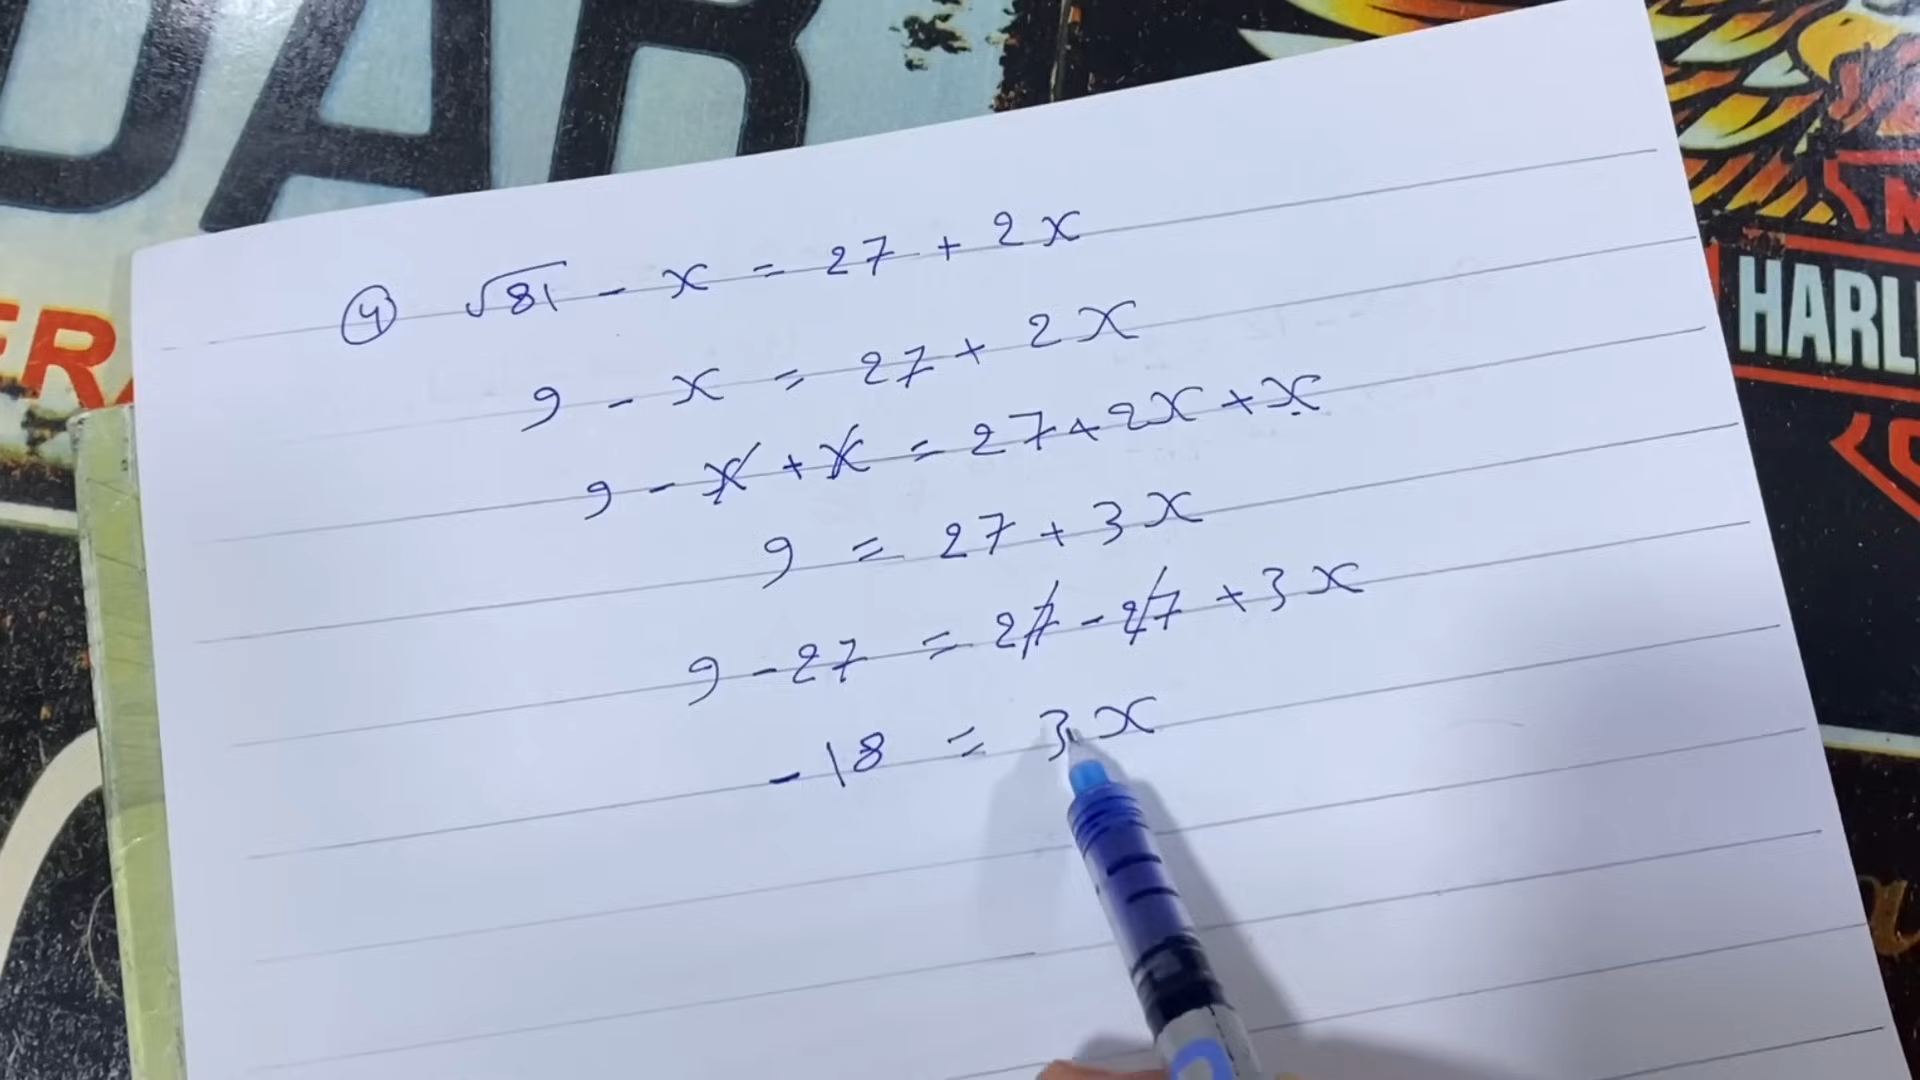 ④ √81 - x = 27 + 2x
9 - x = 27 + 2x
9 - x + x = 27 + 2x + x
9 = 27 + 3x
9 - 27 = 27 - 27 + 3x
-18 = 3x
HARL